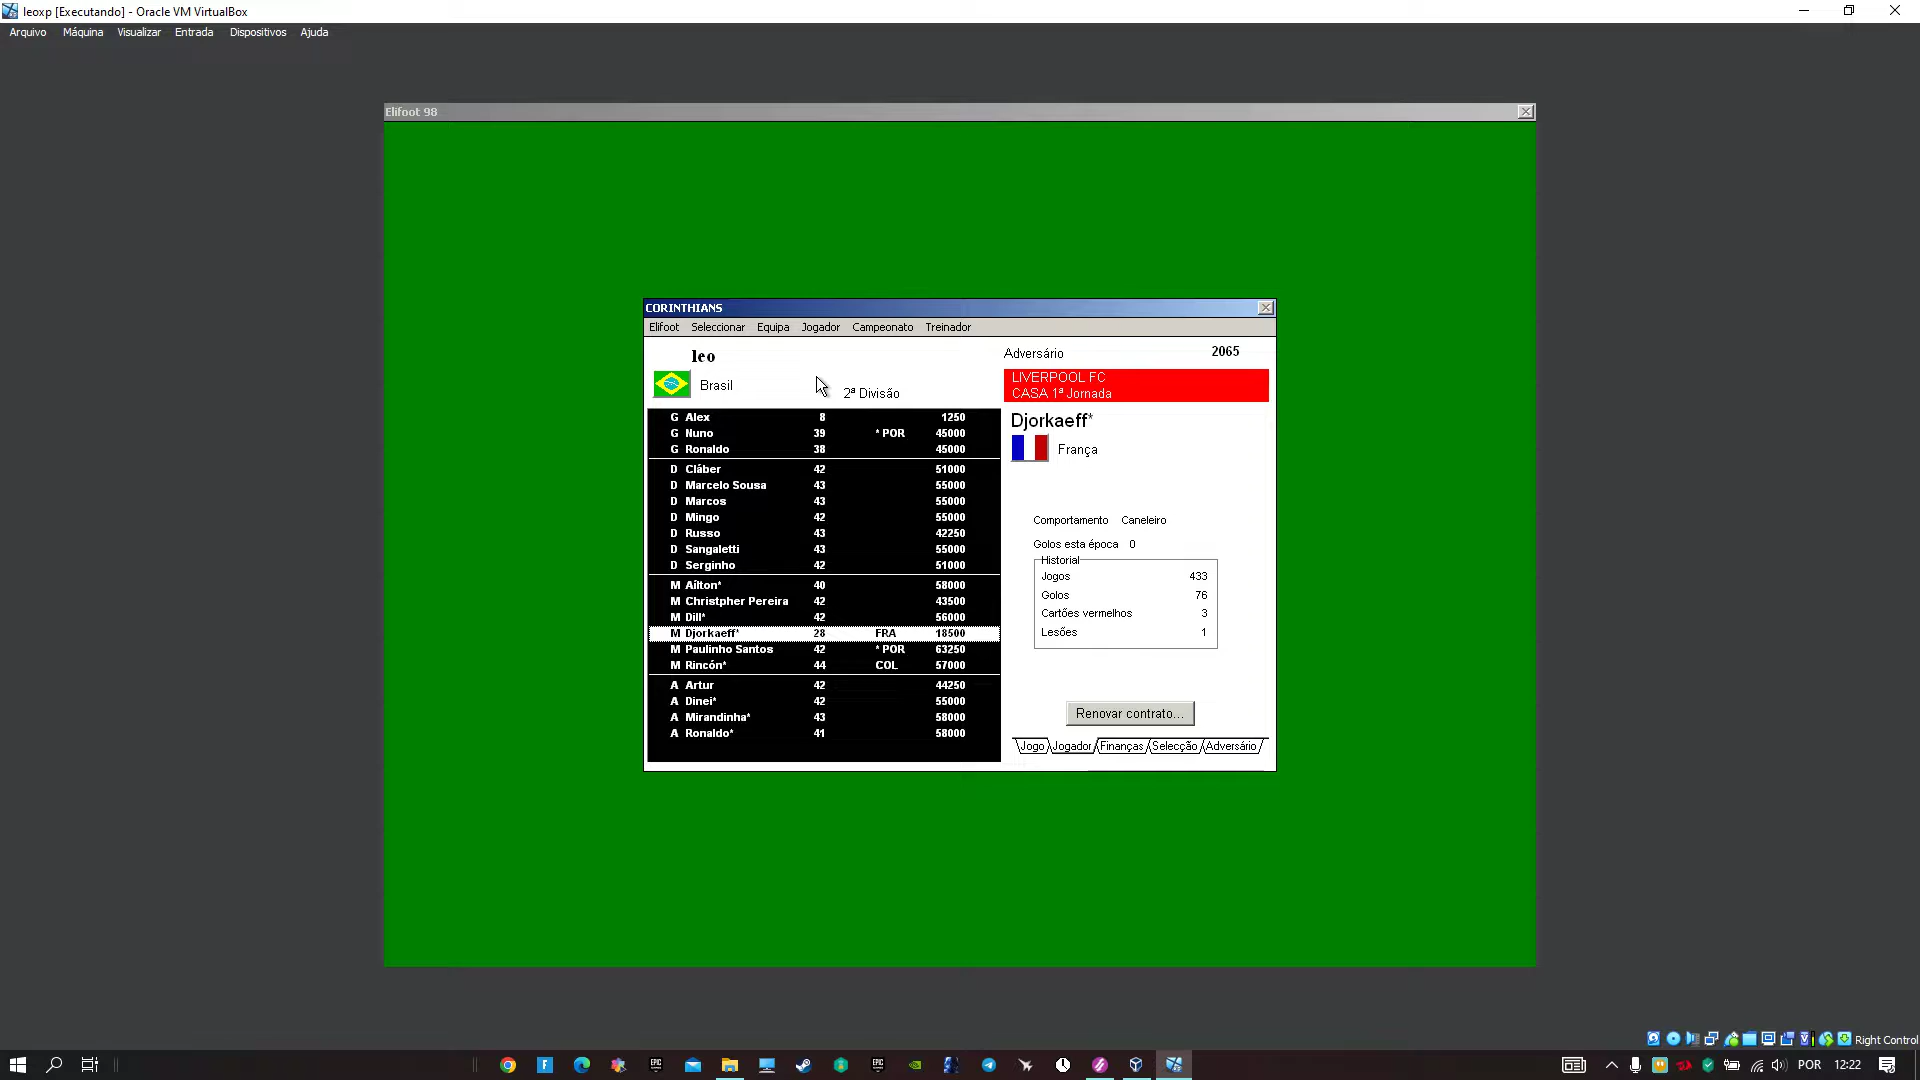 leoxp [Executando] - Oracle VM VirtualBox
Arquivo Máquina Visualizar Entrada Dispositivos Ajuda
Elifoot 98
CORINTHIANS
Elifoot Seleccionar Equipa Jogador Campeonato Treinador
leo
Brasil
2ª Divisão
Adversário 2065
LIVERPOOL FC
CASA 1ª Jornada
G Alex 8 1250
G Nuno 39 * POR 45000
G Ronaldo 38 45000
D Cláber 42 51000
D Marcelo Sousa 43 55000
D Marcos 43 55000
D Mingo 42 55000
D Russo 43 42250
D Sangaletti 43 55000
D Serginho 42 51000
M Aílton* 40 58000
M Christpher Pereira 42 43500
M Dill* 42 56000
M Djorkaeff* 28 FRA 18500
M Paulinho Santos 42 * POR 63250
M Rincón* 44 COL 57000
A Artur 42 44250
A Dinei* 42 55000
A Mirandinha* 43 58000
A Ronaldo* 41 58000
Djorkaeff*
França
Comportamento Caneleiro
Golos esta época 0
Historial
Jogos 433
Golos 76
Cartões vermelhos 3
Lesões 1
Renovar contrato...
Jogo Jogador Finanças Selecção Adversário
Right Control
EPIC
EPIC
POR 12:22